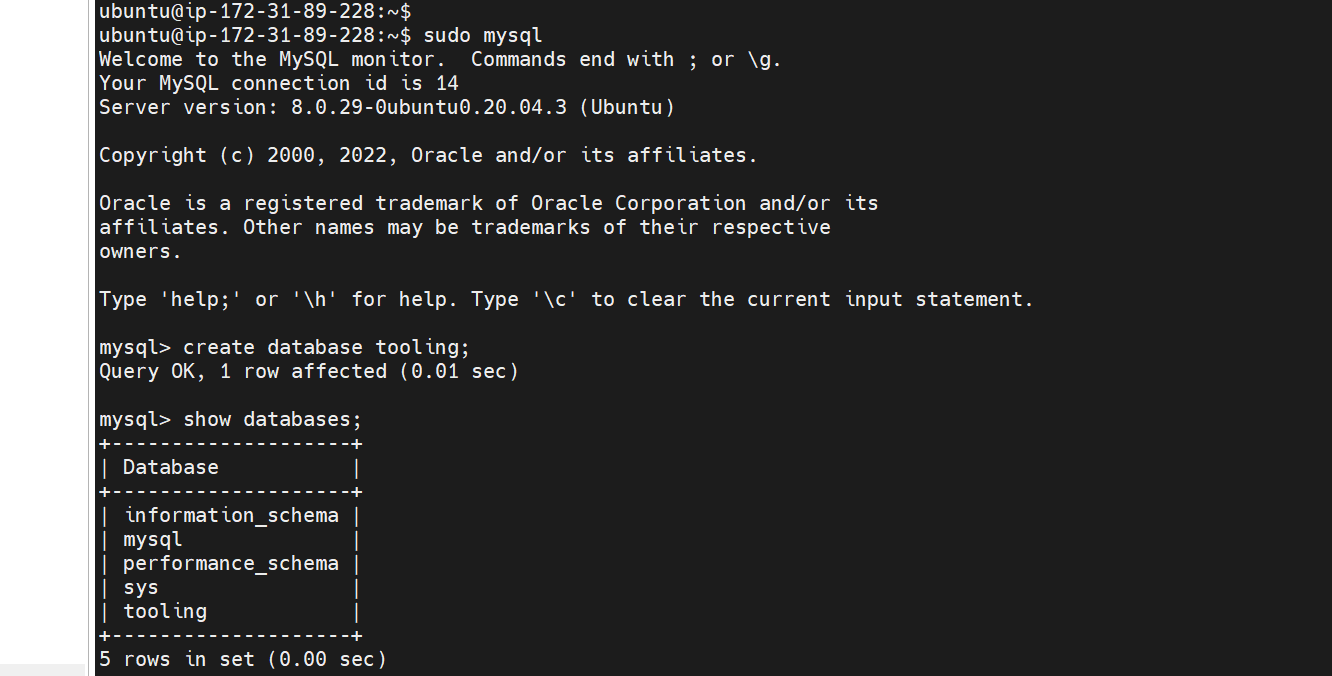 ubuntu@ip-172-31-89-228:~$
ubuntu@ip-172-31-89-228:~$ sudo mysql
Welcome to the MySQL monitor.  Commands end with ; or \g.
Your MySQL connection id is 14
Server version: 8.0.29-0ubuntu0.20.04.3 (Ubuntu)

Copyright (c) 2000, 2022, Oracle and/or its affiliates.

Oracle is a registered trademark of Oracle Corporation and/or its
affiliates. Other names may be trademarks of their respective
owners.

Type 'help;' or '\h' for help. Type '\c' to clear the current input statement.

mysql> create database tooling;
Query OK, 1 row affected (0.01 sec)

mysql> show databases;
+--------------------+
| Database           |
+--------------------+
| information_schema |
| mysql              |
| performance_schema |
| sys                |
| tooling            |
+--------------------+
5 rows in set (0.00 sec)